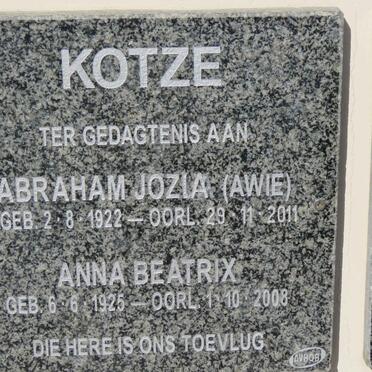 KOTZE
TER GEDAGTENIS AAN
ABRAHAM JOZIA (AWIE)
GEB. 2·8·1922 — OORL. 29·11·2011
ANNA BEATRIX
GEB. 6·6·1925 — OORL. 1·10·2008
DIE HERE IS ONS TOEVLUG
AVBOB